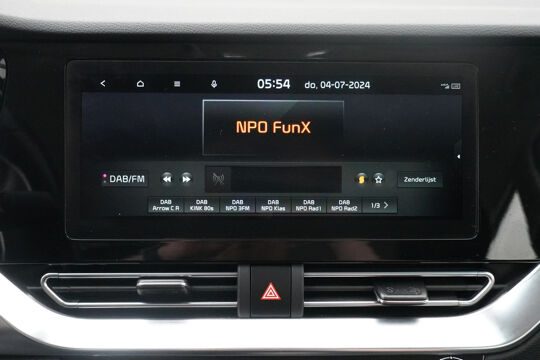 05:54 do, 04-07-2024
NPO FunX
DAB/FM
Zenderlijst
DAB DAB DAB DAB DAB DAB
Arrow C R KINK 80s NPO 3FM NPO Klas NPO Rad1 NPO Rad2 1/3